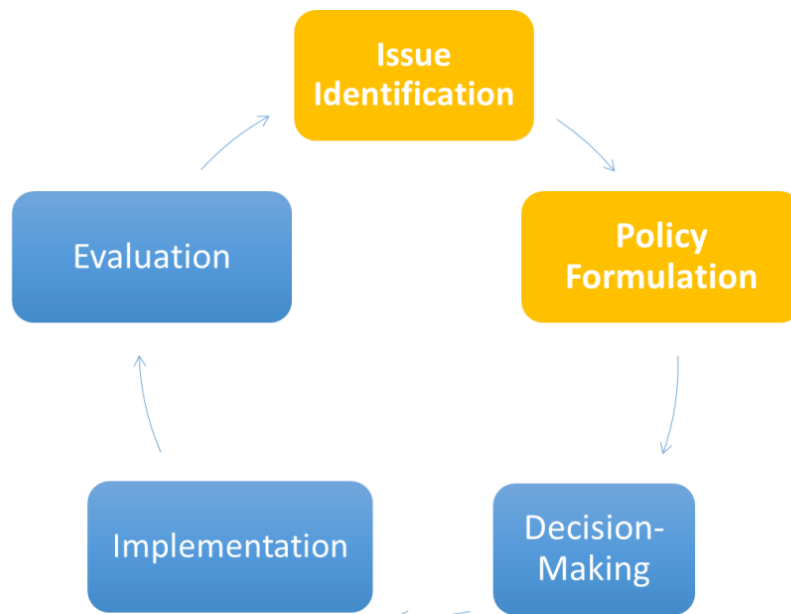 Issue
Identification
Policy
Formulation
Decision-
Making
Implementation
Evaluation